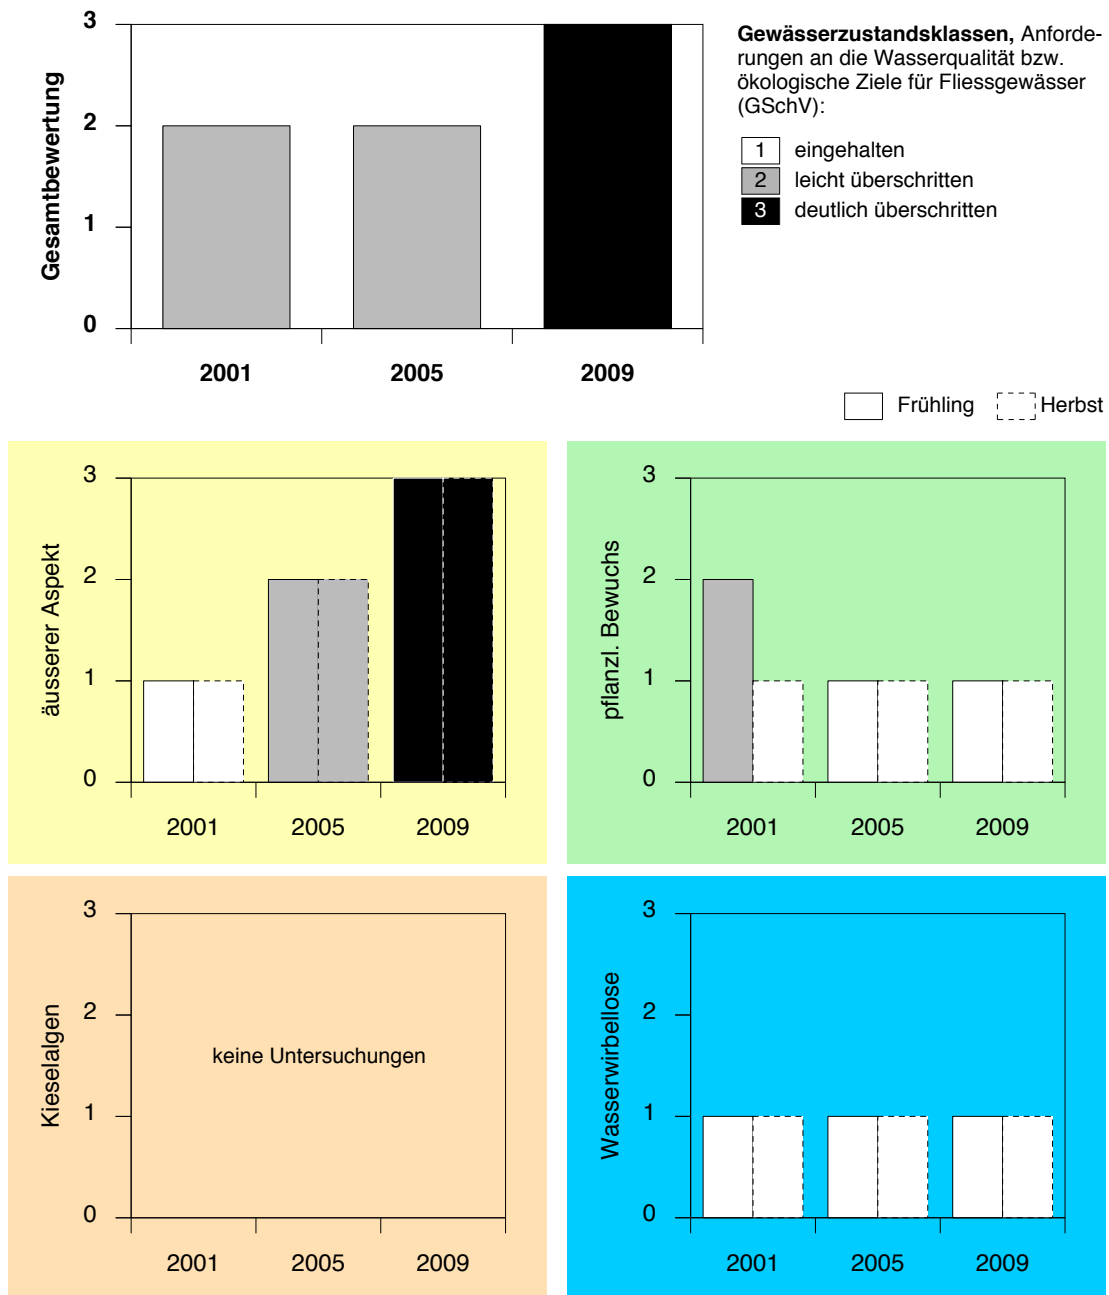 Gesamtbewertung
3
2
1
0
2001 2005 2009
Gewässerzustandsklassen, Anforde-
rungen an die Wasserqualität bzw.
ökologische Ziele für Fliessgewässer
(GSchV):
1 eingehalten
2 leicht überschritten
3 deutlich überschritten
Frühling Herbst
äusserer Aspekt
3
2
1
0
2001 2005 2009
pflanzl. Bewuchs
3
2
1
0
2001 2005 2009
Kieselalgen
3
2
1
0
keine Untersuchungen
2001 2005 2009
Wasserwirbellose
3
2
1
0
2001 2005 2009